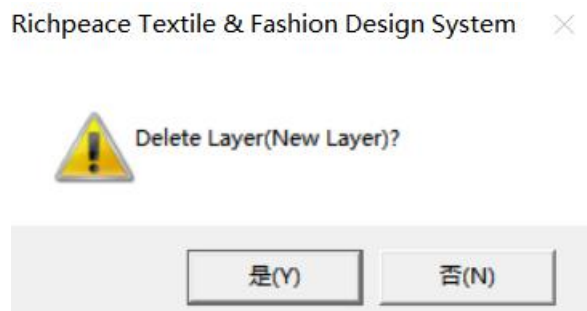 Richpeace Textile & Fashion Design System
Delete Layer(New Layer)?
是(Y)
否(N)